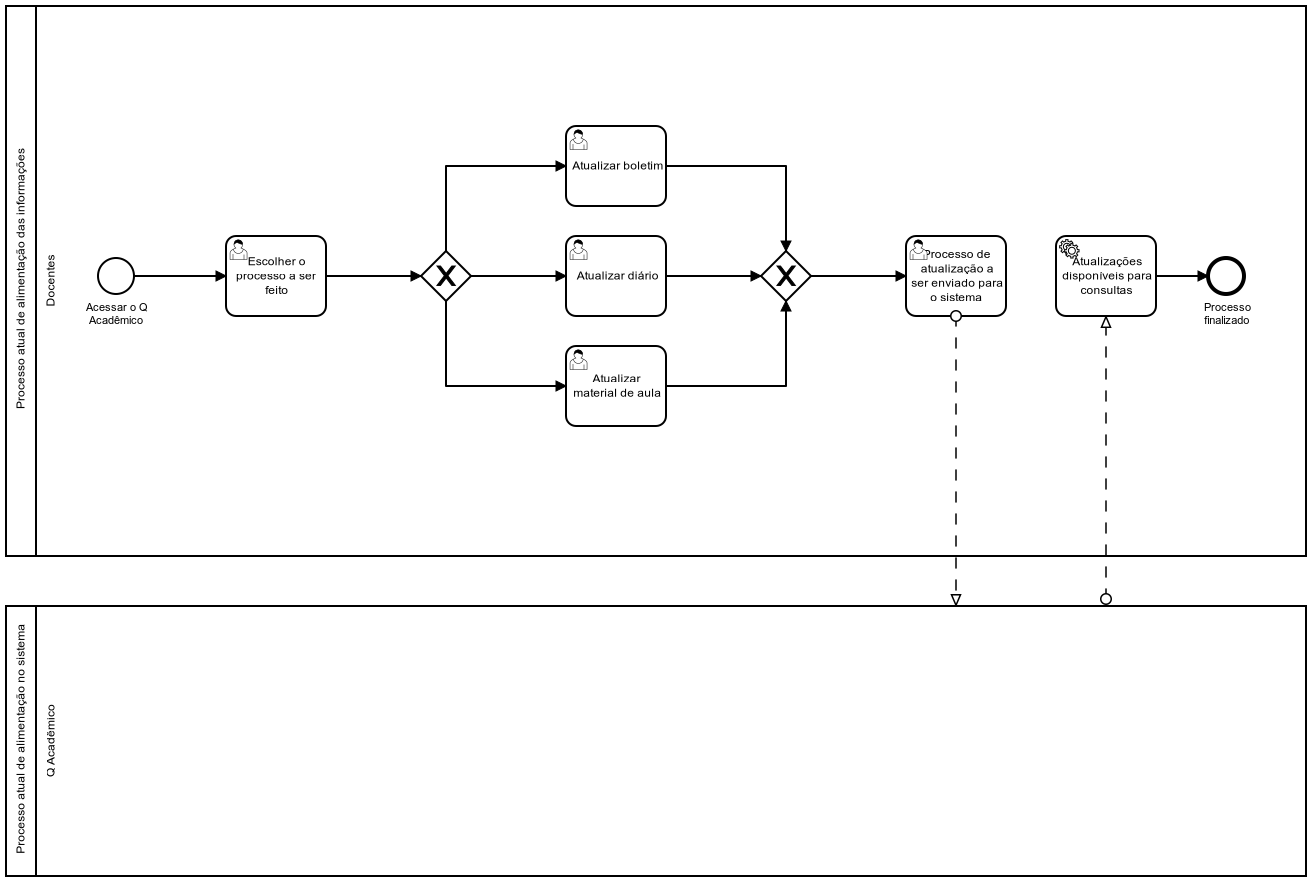 Processo atual de alimentação das informações
Docentes
Acessar o Q
Acadêmico
Escolher o
processo a ser
feito
Atualizar boletim
Atualizar diário
Atualizar
material de aula
Processo de
atualização a
ser enviado para
o sistema
Atualizações
disponiveis para
consultas
Processo
finalizado
Processo atual de alimentação no sistema
Q Acadêmico